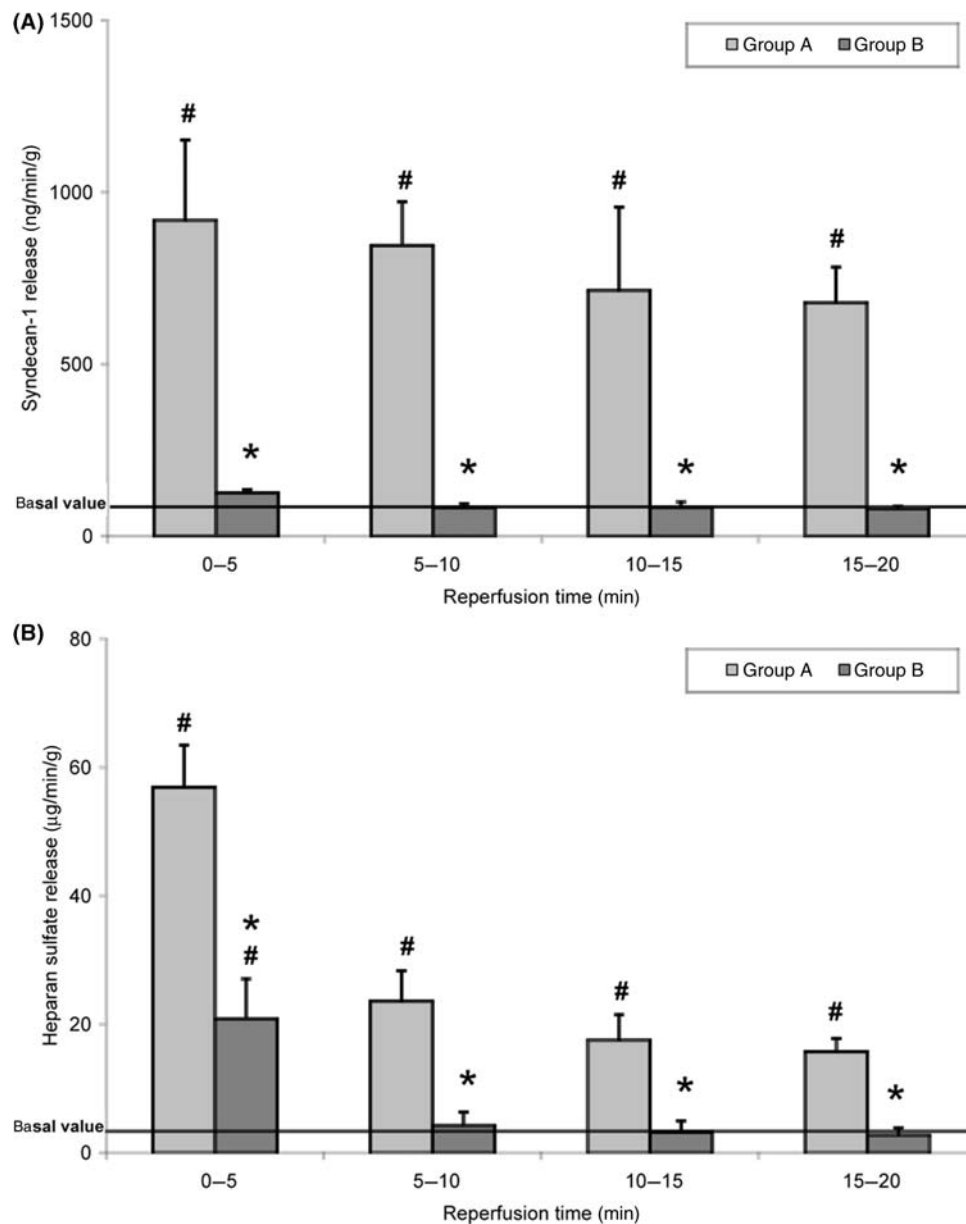 (A)
1500
Group A Group B
#
1000
#
#
#
Syndecan-1 release (ng/min/g)
500
*
*
*
*
Basal value
0
0–5 5–10 10–15 15–20
Reperfusion time (min)
(B)
80
Group A Group B
#
60
Heparan sulfate release (µg/min/g)
40
*
#
#
#
#
20
*
*
*
Basal value
0
0–5 5–10 10–15 15–20
Reperfusion time (min)